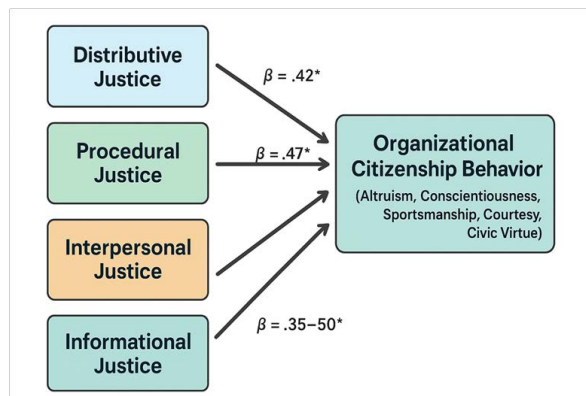 Distributive
Justice
β = .42*
Procedural
Justice
β = .47*
Interpersonal
Justice
Informational
Justice
β = .35–50*
Organizational
Citizenship Behavior
(Altruism, Conscientiousness,
Sportsmanship, Courtesy,
Civic Virtue)